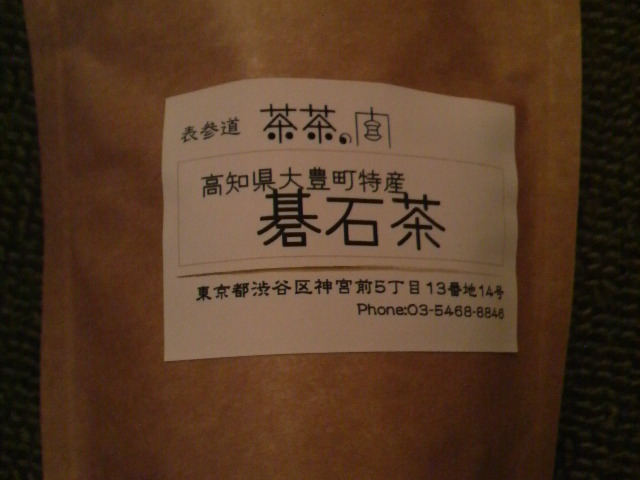 表参道 茶茶の宮
高知県大豊町特産
碁石茶
東京都渋谷区神宮前5丁目13番地14号
Phone:03-5468-8846